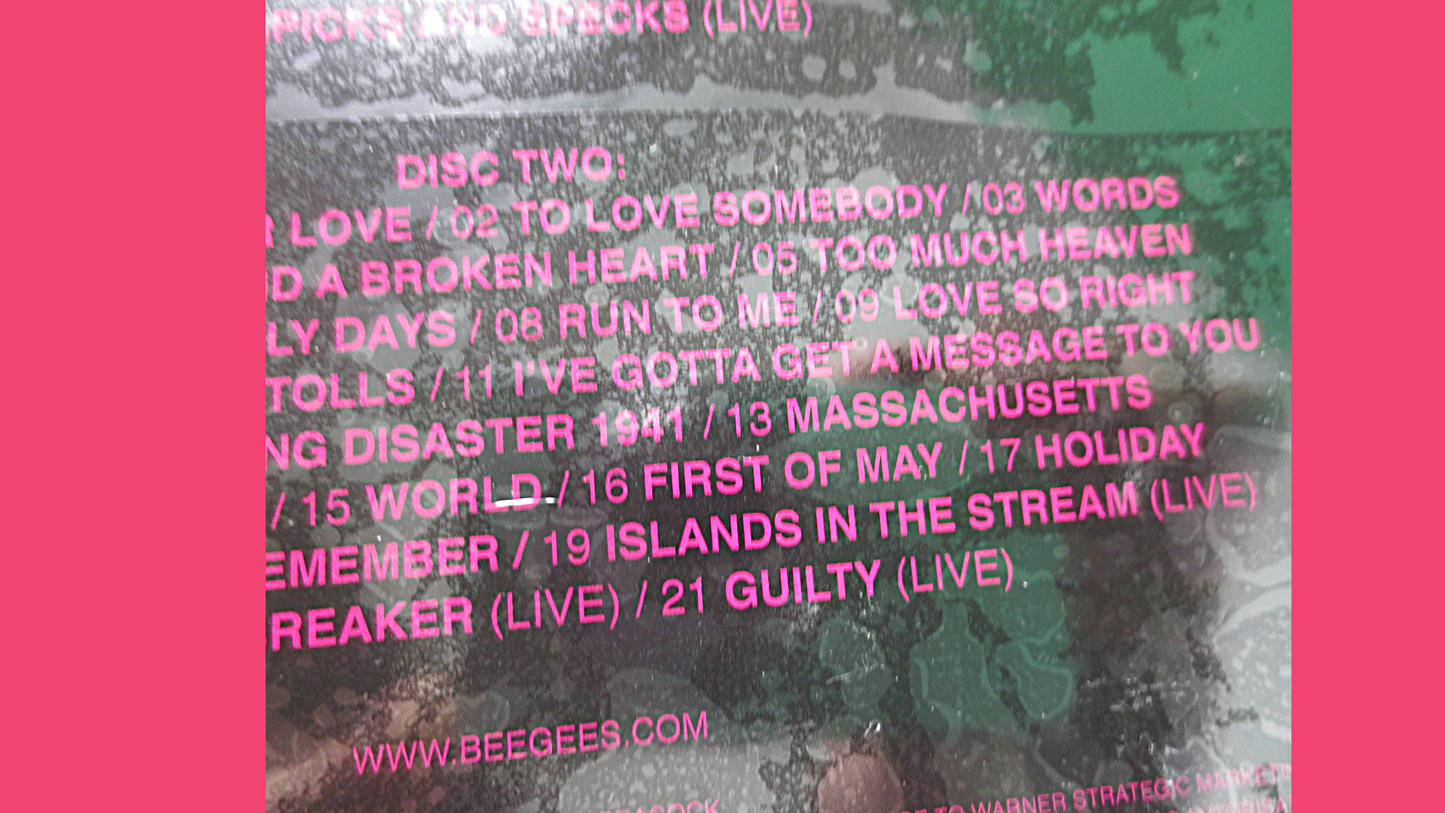 SPICKS AND SPECKS (LIVE)
DISC TWO:
R LOVE / 02 TO LOVE SOMEBODY / 03 WORDS
D A BROKEN HEART / 05 TOO MUCH HEAVEN
LY DAYS / 08 RUN TO ME / 09 LOVE SO RIGHT
TOLLS / 11 I'VE GOTTA GET A MESSAGE TO YOU
NG DISASTER 1941 / 13 MASSACHUSETTS
/ 15 WORLD / 16 FIRST OF MAY / 17 HOLIDAY
EMEMBER / 19 ISLANDS IN THE STREAM (LIVE)
REAKER (LIVE) / 21 GUILTY (LIVE)
WWW.BEEGEES.COM
TO WARNER STRATEGIC MARKETIN